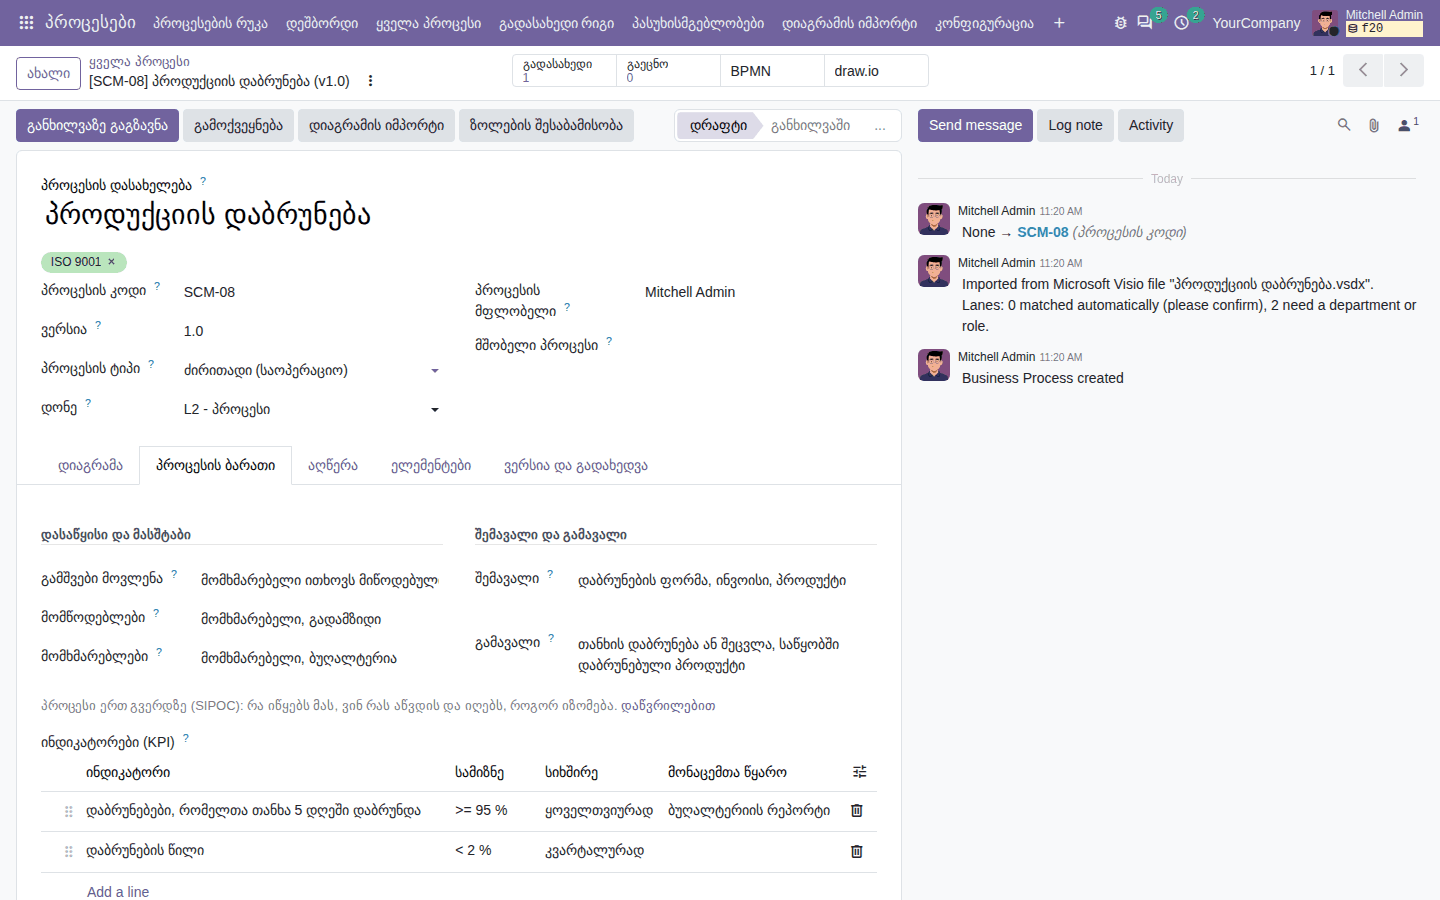 პროცესები პროცესების რუკა დეშბორდი ყველა პროცესი გადასახედი რიგი პასუხისმგებლობები დიაგრამის იმპორტი კონფიგურაცია + 5 2 YourCompany Mitchell Admin
f20
ახალი ყველა პროცესი
[SCM-08] პროდუქციის დაბრუნება (v1.0)
გადასახედი 1 გაეცნო 0 BPMN draw.io 1 / 1
განხილვაზე გაგზავნა გამოქვეყნება დიაგრამის იმპორტი ზოლების შესაბამისობა დრაფტი განხილვაში ...
Send message Log note Activity 1
პროცესის დასახელება ?
პროდუქციის დაბრუნება
ISO 9001 ×
პროცესის კოდი ? SCM-08
ვერსია ? 1.0
პროცესის ტიპი ? ძირითადი (საოპერაციო)
დონე ? L2 - პროცესი
პროცესის მფლობელი ? Mitchell Admin
მშობელი პროცესი ?
დიაგრამა პროცესის ბარათი აღწერა ელემენტები ვერსია და გადახედვა
დასაწყისი და მასშტაბი
გამშვები მოვლენა ? მომხმარებელი ითხოვს მიწოდებულ
მომწოდებლები ? მომხმარებელი, გადამზიდი
მომხმარებლები ? მომხმარებელი, ბუღალტერია
შემავალი და გამავალი
შემავალი ? დაბრუნების ფორმა, ინვოისი, პროდუქტი
გამავალი ? თანხის დაბრუნება ან შეცვლა, საწყობში
დაბრუნებული პროდუქტი
პროცესი ერთ გვერდზე (SIPOC): რა იწყებს მას, ვინ რას აწვდის და იღებს, როგორ იზომება. დაწვრილებით
ინდიკატორები (KPI) ?
ინდიკატორი სამიზნე სიხშირე მონაცემთა წყარო
დაბრუნებები, რომელთა თანხა 5 დღეში დაბრუნდა >= 95 % ყოველთვიურად ბუღალტერიის რეპორტი
დაბრუნების წილი < 2 % კვარტალურად
Add a line
Today
Mitchell Admin 11:20 AM
None → SCM-08 (პროცესის კოდი)
Mitchell Admin 11:20 AM
Imported from Microsoft Visio file "პროდუქციის დაბრუნება.vsdx".
Lanes: 0 matched automatically (please confirm), 2 need a department or
role.
Mitchell Admin 11:20 AM
Business Process created